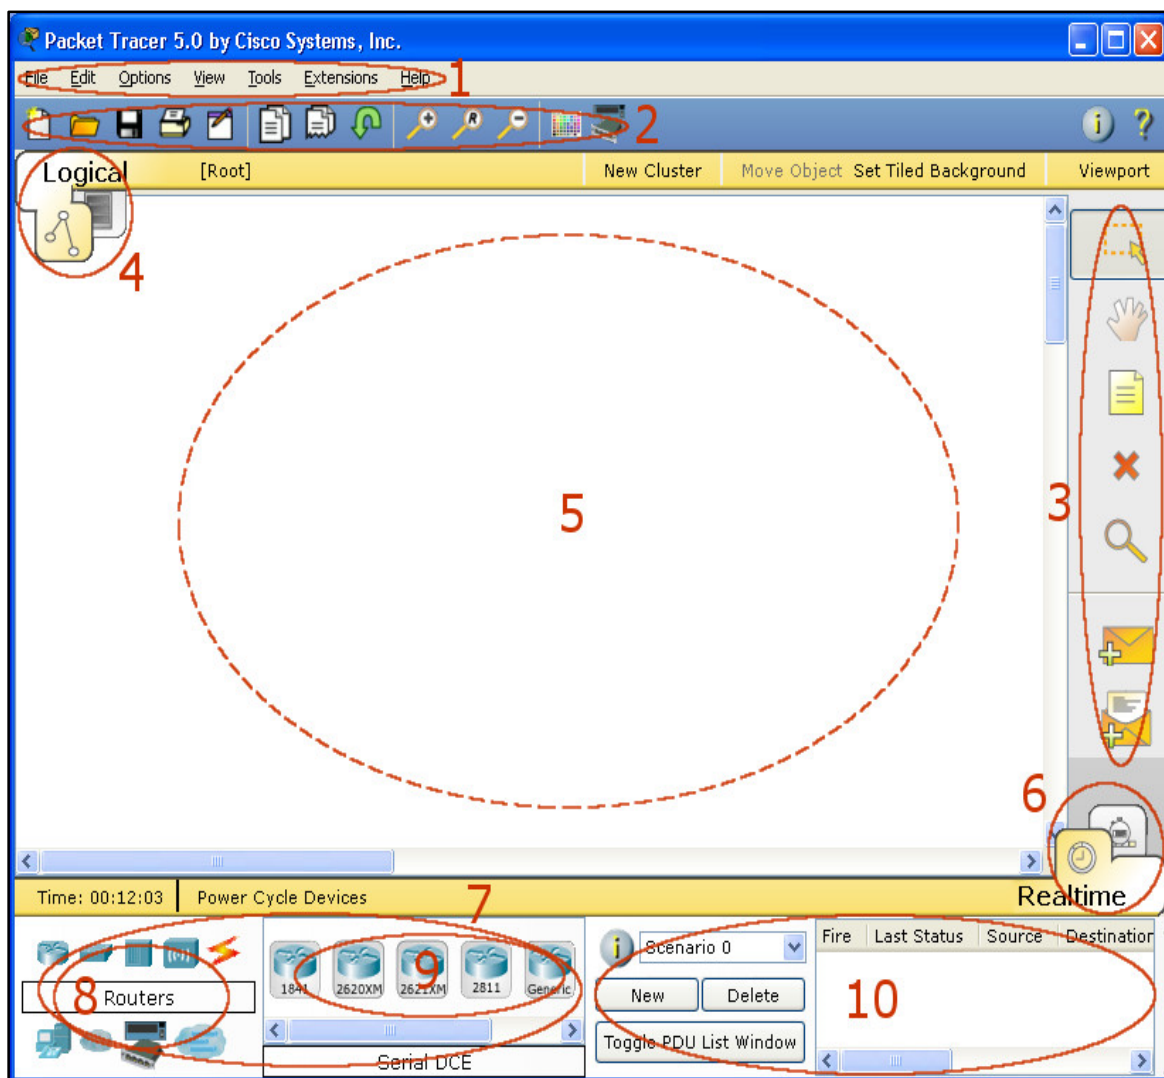 Packet Tracer 5.0 by Cisco Systems, Inc.
File Edit Options View Tools Extensions Help 1
R 2 i ?
Logical [Root] New Cluster Move Object Set Tiled Background Viewport
4
5
3
6
Time: 00:12:03 Power Cycle Devices 7 Realtime
8 Routers
1841 2620XM 2621XM 2811 Generic
9
Serial DCE
i Scenario 0
New Delete
Toggle PDU List Window
Fire Last Status Source Destination
10